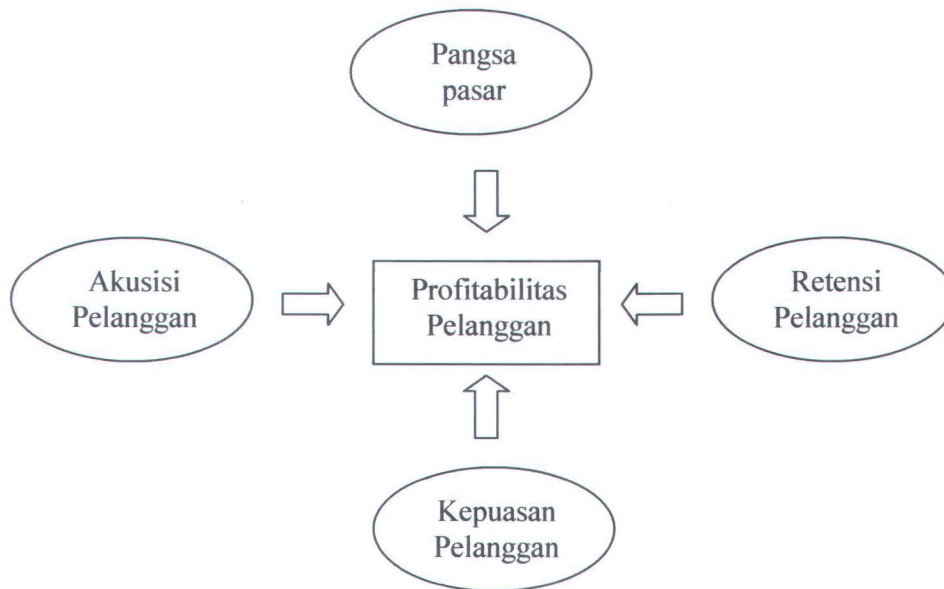 Pangsa
pasar
Akusisi
Pelanggan
Profitabilitas
Pelanggan
Retensi
Pelanggan
Kepuasan
Pelanggan